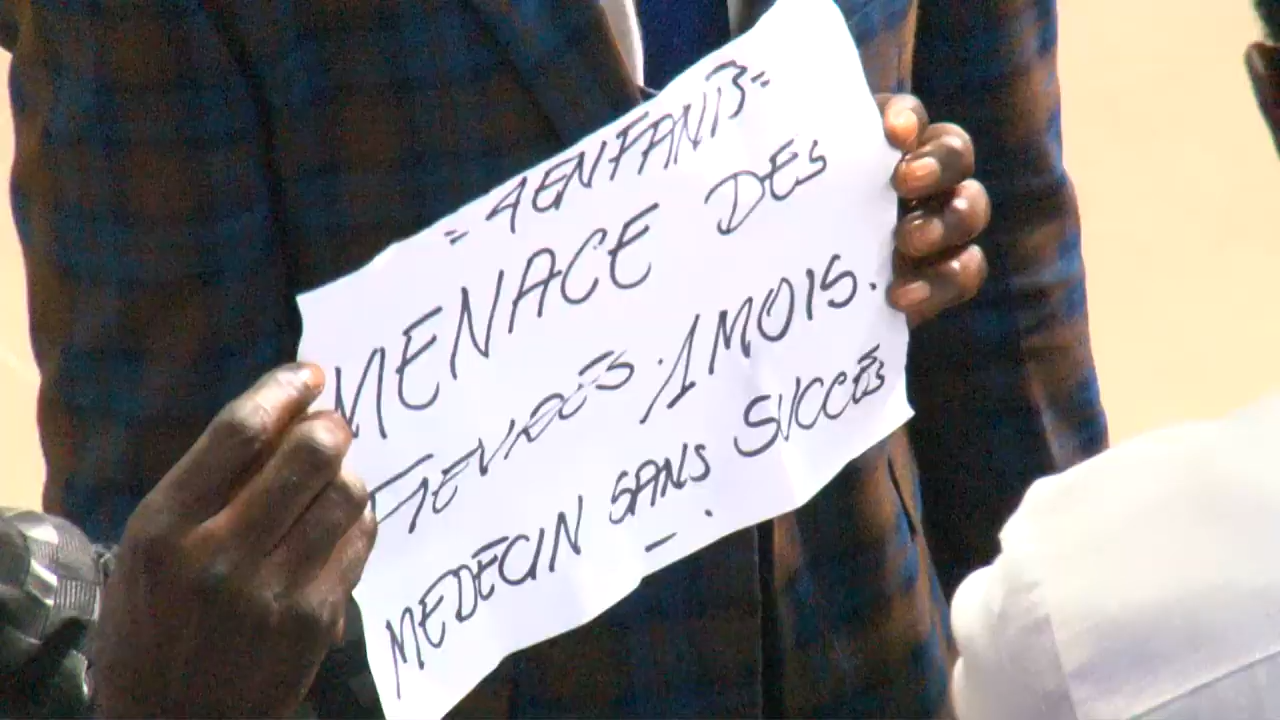 = 4 ENFANTS =
MENACE DES
FIEVRES . 1 MOIS.
MEDECIN SANS SUCCÈS